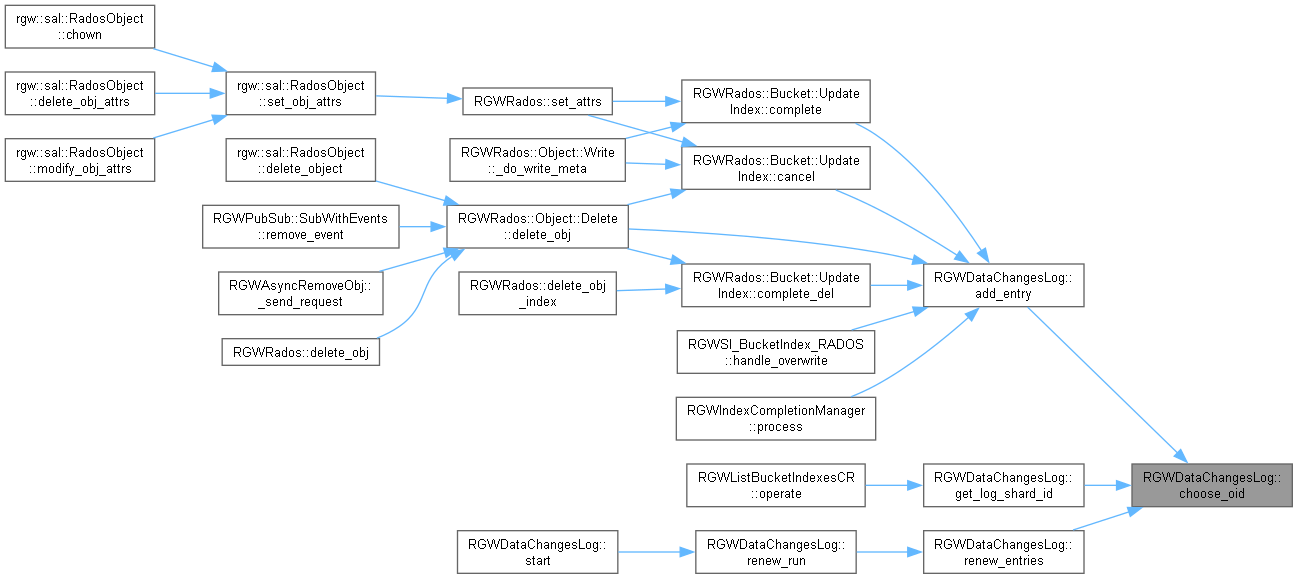 rgw::sal::RadosObject
::chown
rgw::sal::RadosObject
::delete_obj_attrs
rgw::sal::RadosObject
::modify_obj_attrs
rgw::sal::RadosObject
::set_obj_attrs
rgw::sal::RadosObject
::delete_object
RGWPubSub::SubWithEvents
::remove_event
RGWAsyncRemoveObj::
_send_request
RGWRados::delete_obj
RGWRados::set_attrs
RGWRados::Object::Write
::_do_write_meta
RGWRados::Object::Delete
::delete_obj
RGWRados::delete_obj
_index
RGWDataChangesLog::
start
RGWRados::Bucket::Update
Index::complete
RGWRados::Bucket::Update
Index::cancel
RGWRados::Bucket::Update
Index::complete_del
RGWSI_BucketIndex_RADOS
::handle_overwrite
RGWIndexCompletionManager
::process
RGWListBucketIndexesCR
::operate
RGWDataChangesLog::
renew_run
RGWDataChangesLog::
add_entry
RGWDataChangesLog::
get_log_shard_id
RGWDataChangesLog::
renew_entries
RGWDataChangesLog::
choose_oid